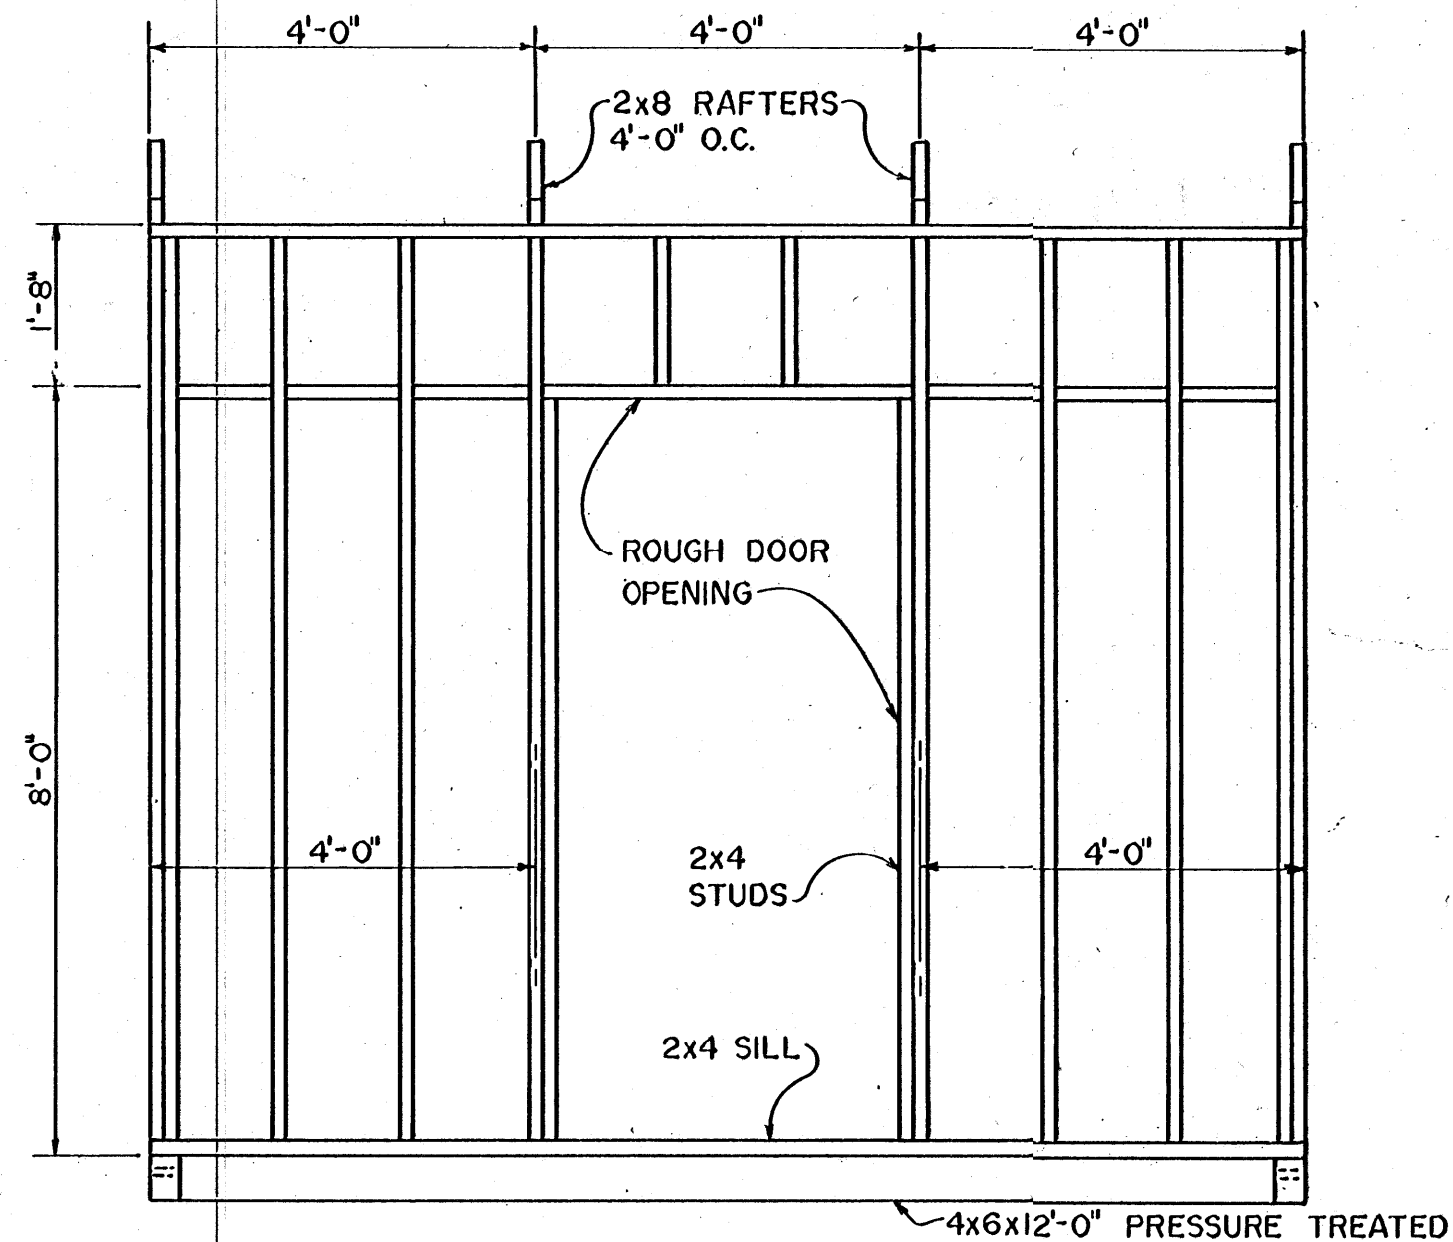 4'-0" 4'-0" 4'-0"
2x8 RAFTERS
4'-0" O.C.
1'-8"
ROUGH DOOR
OPENING
8'-0"
4'-0" 4'-0"
2x4
STUDS
2x4 SILL
4x6x12'-0" PRESSURE TREATED